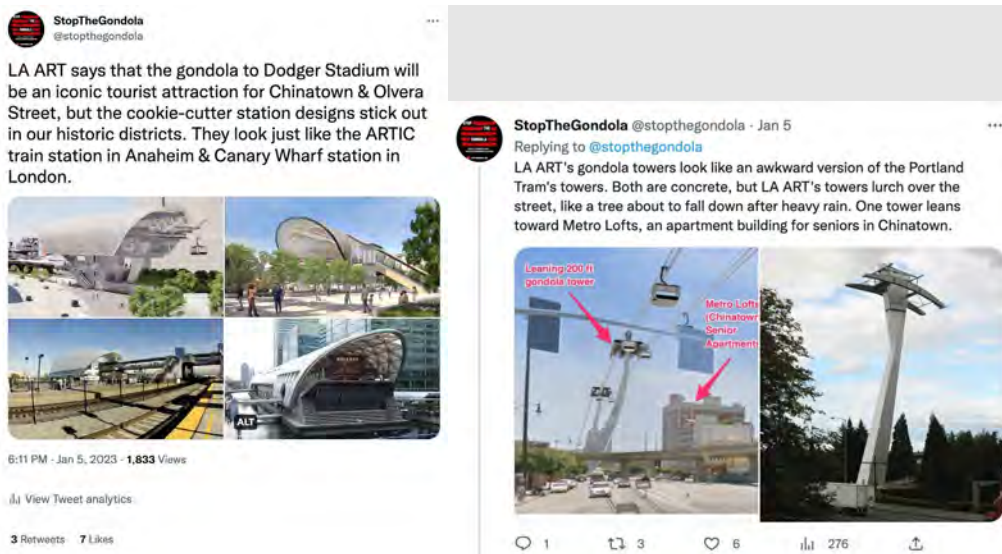 StopTheGondola
@stopthegondola
LA ART says that the gondola to Dodger Stadium will
be an iconic tourist attraction for Chinatown & Olvera
Street, but the cookie-cutter station designs stick out
in our historic districts. They look just like the ARTIC
train station in Anaheim & Canary Wharf station in
London.
ALT
6:11 PM · Jan 5, 2023 · 1,833 Views
View Tweet analytics
3 Retweets 7 Likes
StopTheGondola @stopthegondola · Jan 5
Replying to @stopthegondola
LA ART's gondola towers look like an awkward version of the Portland
Tram's towers. Both are concrete, but LA ART's towers lurch over the
street, like a tree about to fall down after heavy rain. One tower leans
toward Metro Lofts, an apartment building for seniors in Chinatown.
Leaning 200 ft
gondola tower
Metro Lofts
(Chinatown
Senior
Apartment
1 3 6 276